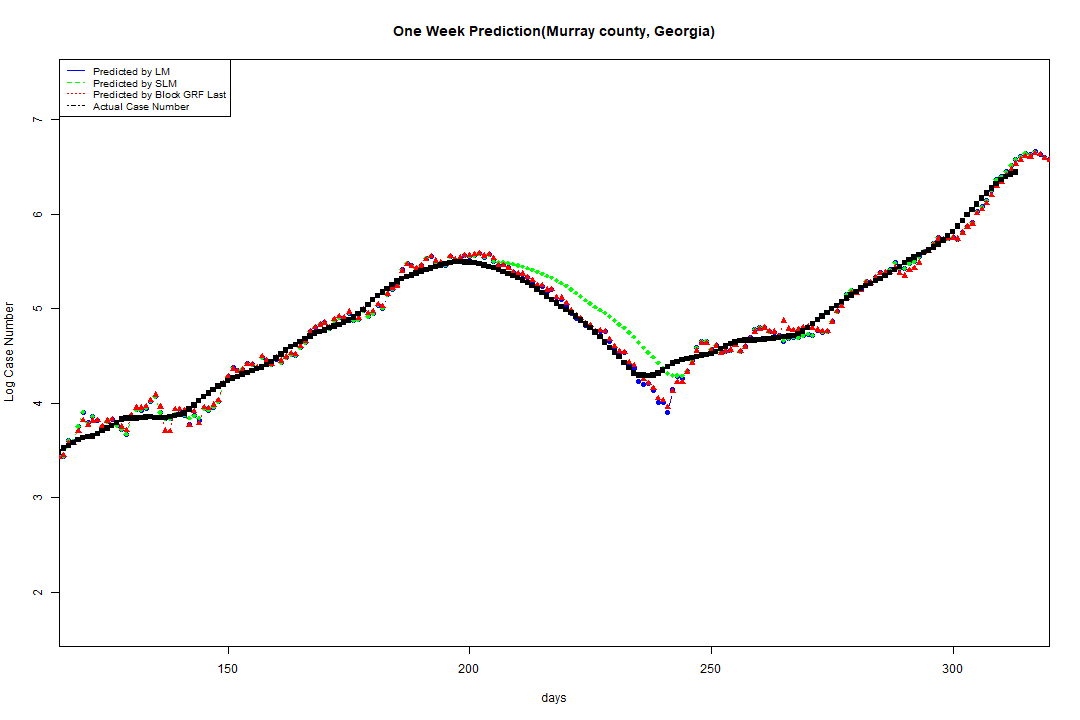 One Week Prediction(Murray county, Georgia)
Predicted by LM
Predicted by SLM
Predicted by Block GRF Last
Actual Case Number
7
6
5
4
3
2
Log Case Number
150 200 250 300
days